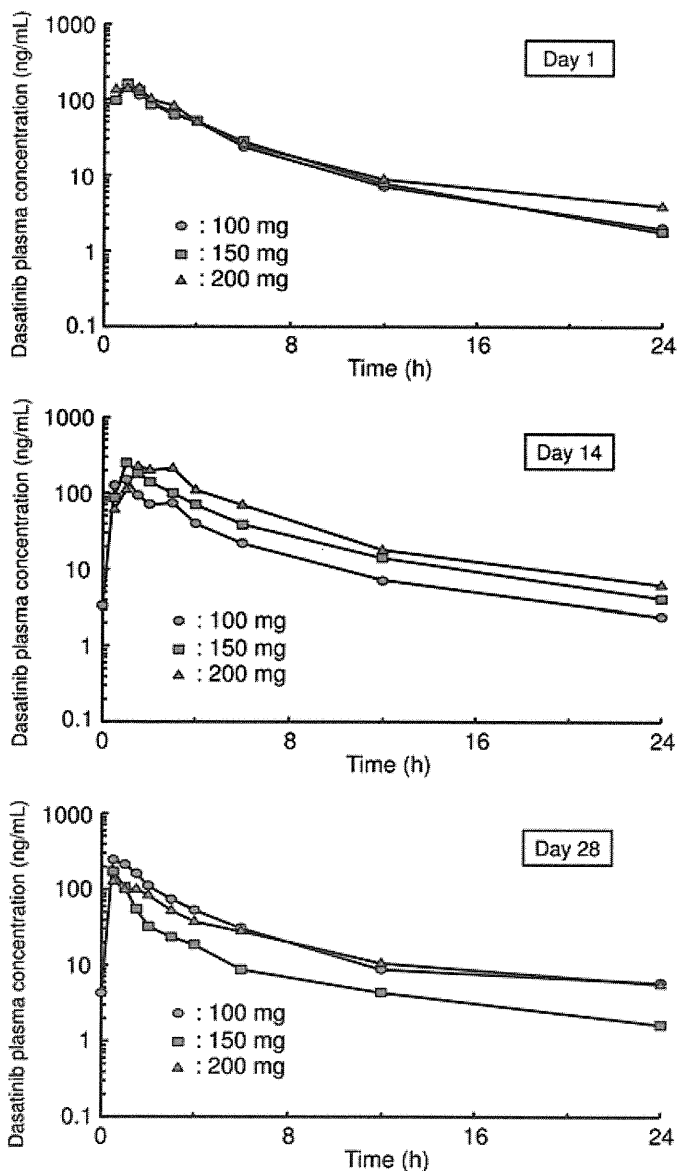 Dasatinib plasma concentration (ng/mL)
1000
100
10
1
0.1
Day 1
: 100 mg
: 150 mg
: 200 mg
0 8 16 24
Time (h)
Dasatinib plasma concentration (ng/mL)
1000
100
10
1
0.1
Day 14
: 100 mg
: 150 mg
: 200 mg
0 8 16 24
Time (h)
Dasatinib plasma concentration (ng/mL)
1000
100
10
1
0.1
Day 28
: 100 mg
: 150 mg
: 200 mg
0 8 16 24
Time (h)